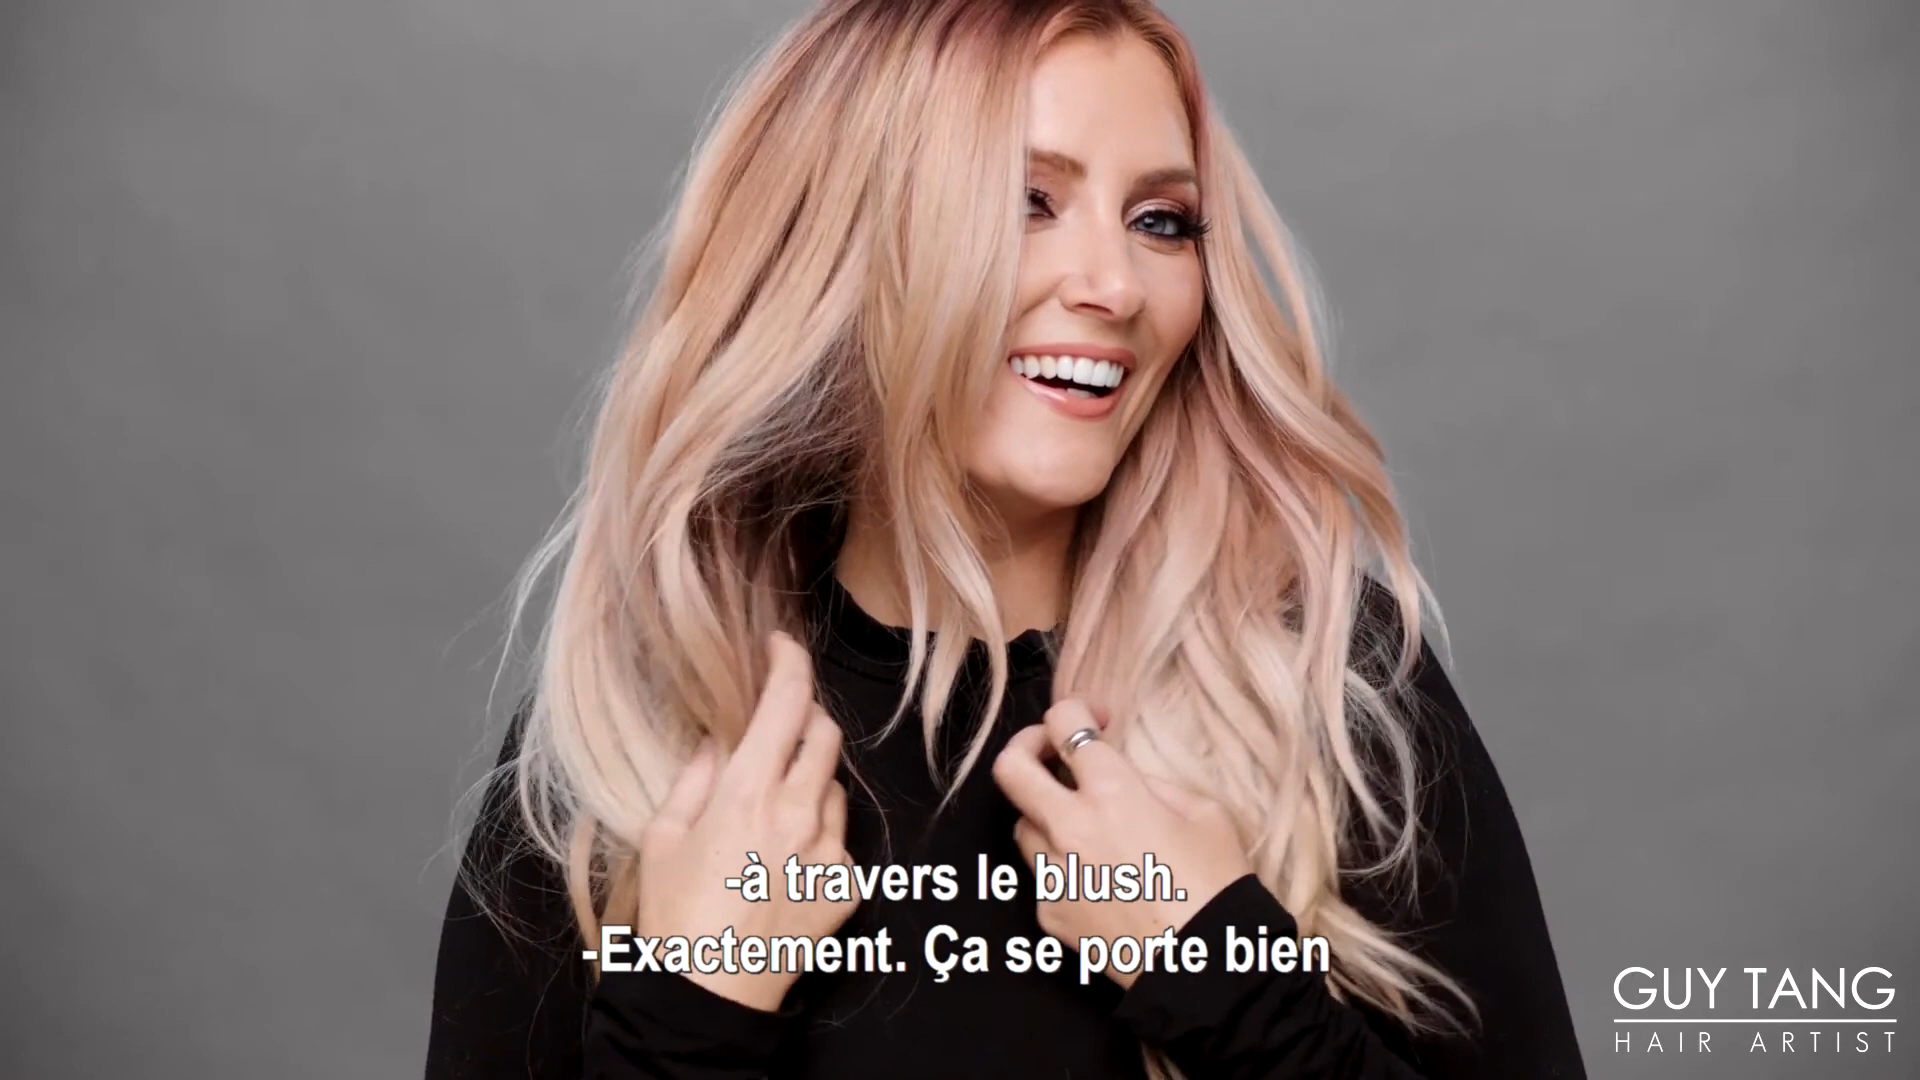 -à travers le blush.
-Exactement. Ça se porte bien
GUY TANG
HAIR ARTIST